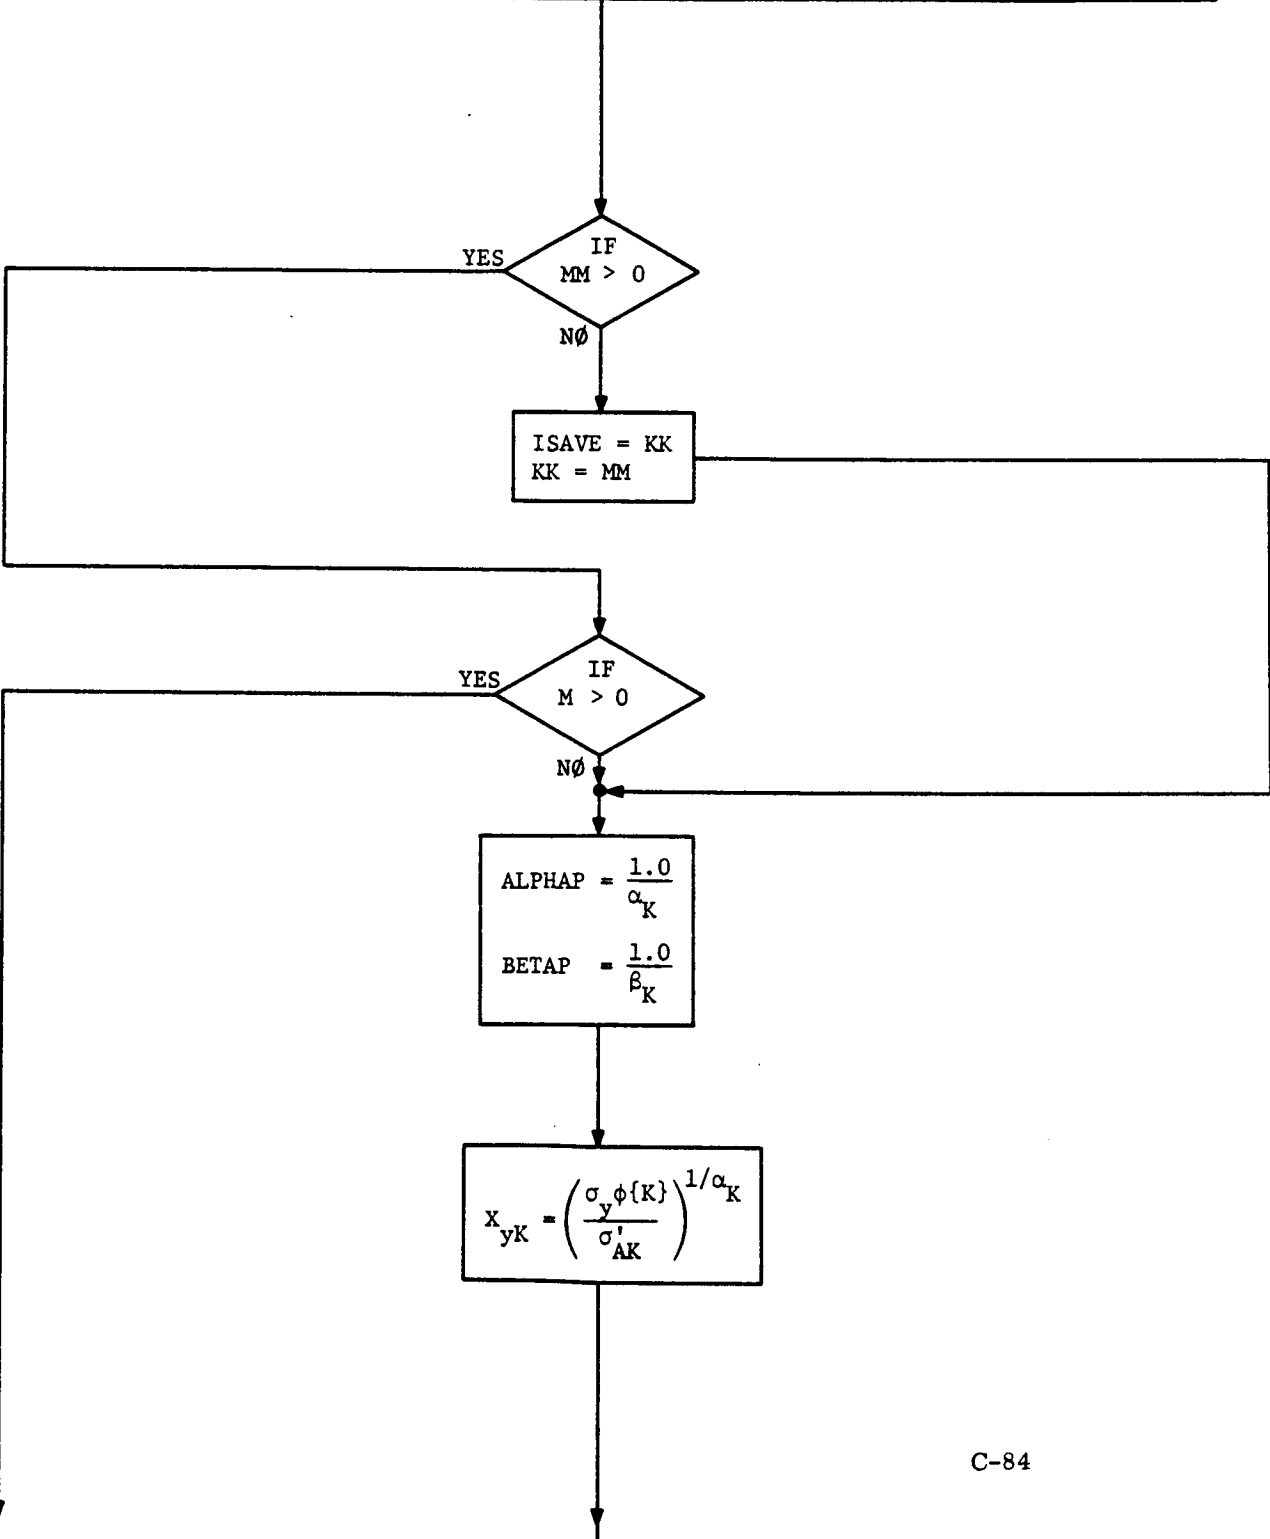 IF
YES
MM > 0
NØ
ISAVE = KK
KK = MM
IF
YES
M > 0
NØ
ALPHAP = 1.0/α_K
BETAP = 1.0/β_K
X_yK = (σ_y φ{K}/σ'_AK)^1/α_K
C-84